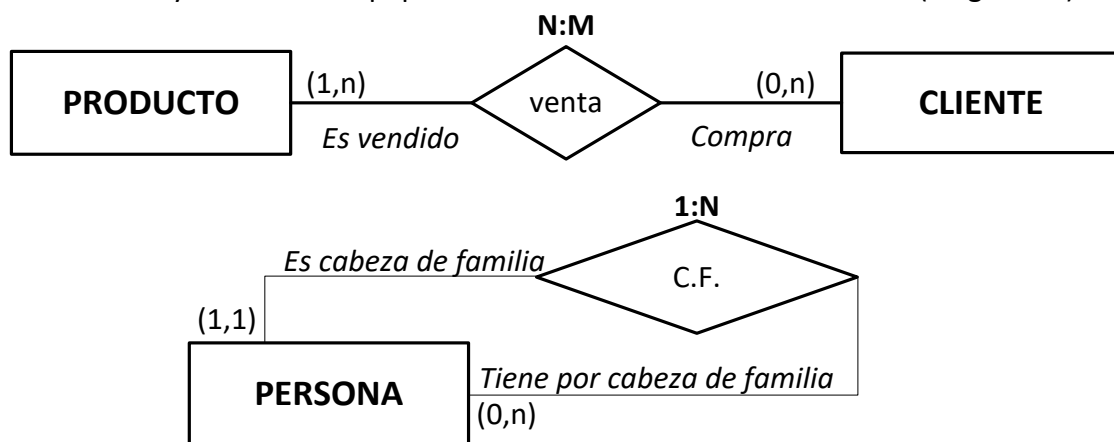 N:M
PRODUCTO (1,n) venta (0,n) CLIENTE
Es vendido Compra
1:N
Es cabeza de familia
C.F.
(1,1)
PERSONA
Tiene por cabeza de familia
(0,n)